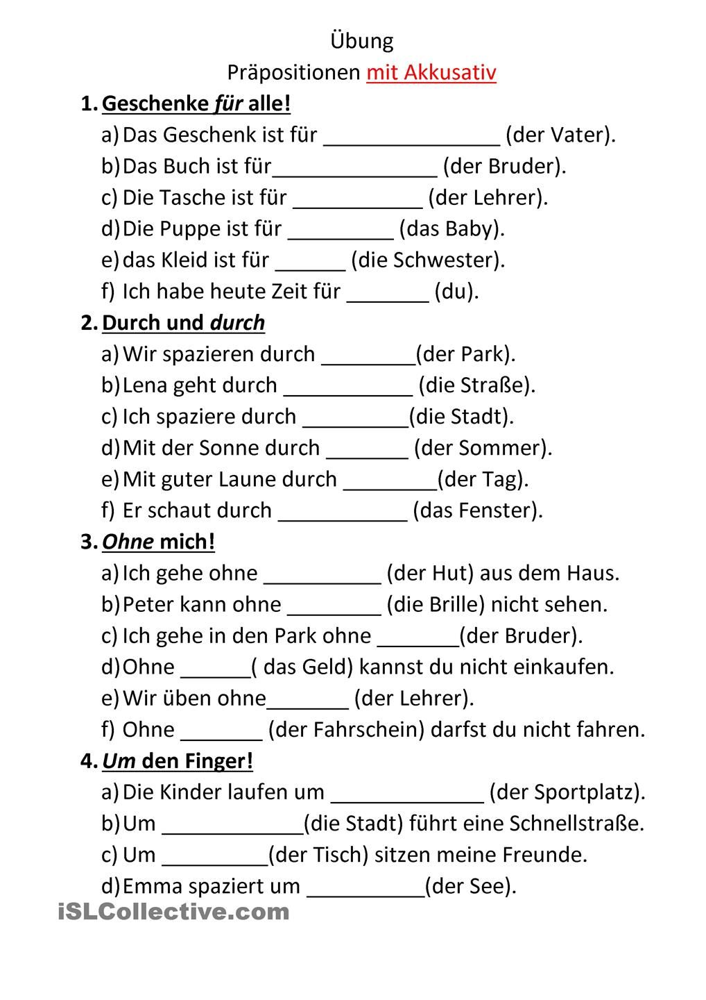 Übung
Präpositionen mit Akkusativ
1. Geschenke für alle!
a) Das Geschenk ist für _______________ (der Vater).
b) Das Buch ist für______________ (der Bruder).
c) Die Tasche ist für ___________ (der Lehrer).
d) Die Puppe ist für _________ (das Baby).
e) das Kleid ist für ______ (die Schwester).
f) Ich habe heute Zeit für _______ (du).
2. Durch und durch
a) Wir spazieren durch ________(der Park).
b) Lena geht durch ___________ (die Straße).
c) Ich spaziere durch _________(die Stadt).
d) Mit der Sonne durch _______ (der Sommer).
e) Mit guter Laune durch ________(der Tag).
f) Er schaut durch ___________ (das Fenster).
3. Ohne mich!
a) Ich gehe ohne __________ (der Hut) aus dem Haus.
b) Peter kann ohne ________ (die Brille) nicht sehen.
c) Ich gehe in den Park ohne _______(der Bruder).
d) Ohne ______( das Geld) kannst du nicht einkaufen.
e) Wir üben ohne_______ (der Lehrer).
f) Ohne _______ (der Fahrschein) darfst du nicht fahren.
4. Um den Finger!
a) Die Kinder laufen um _____________ (der Sportplatz).
b) Um ____________(die Stadt) führt eine Schnellstraße.
c) Um _________(der Tisch) sitzen meine Freunde.
d) Emma spaziert um __________(der See).
iSLCollective.com